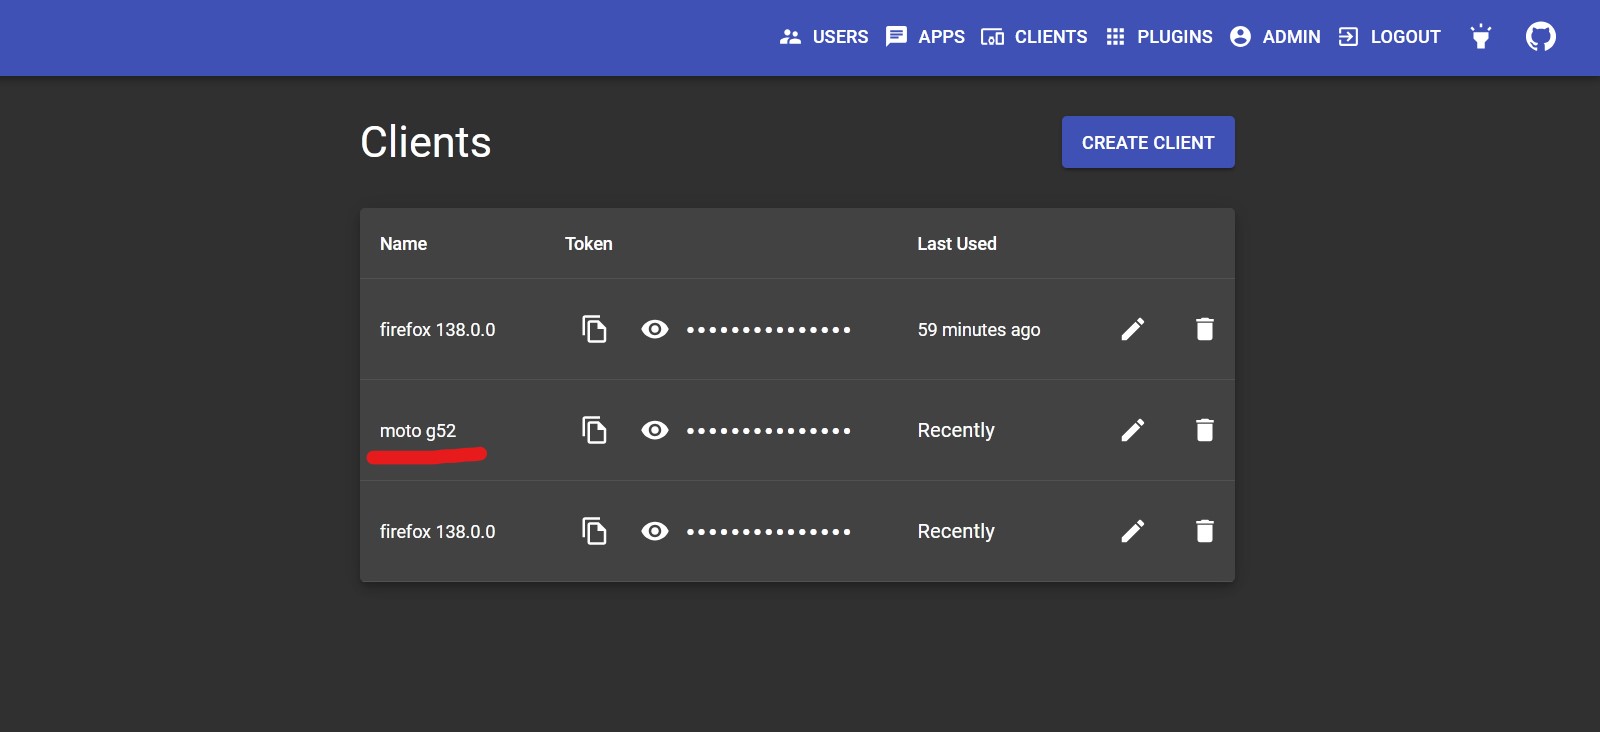 USERS APPS CLIENTS PLUGINS ADMIN LOGOUT
Clients
CREATE CLIENT
Name Token Last Used
firefox 138.0.0 ••••••••••••••• 59 minutes ago
moto g52 ••••••••••••••• Recently
firefox 138.0.0 ••••••••••••••• Recently